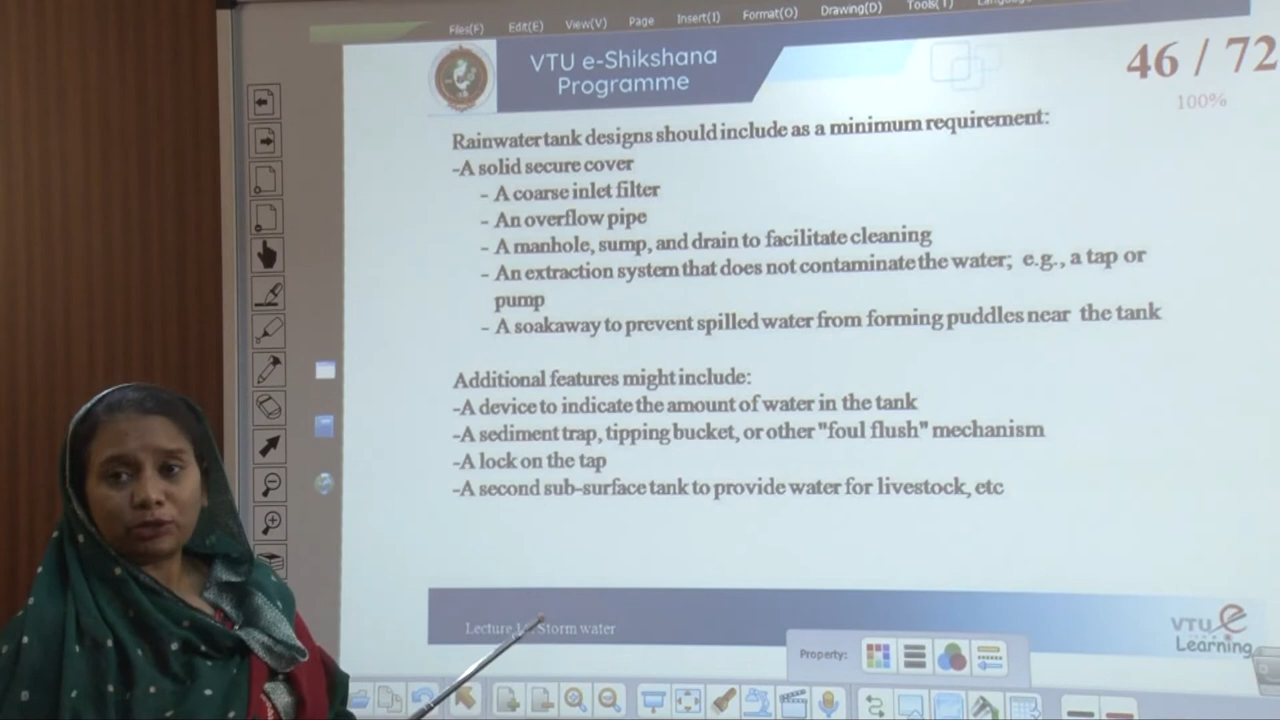 Files(F) Edit(E) View(V) Page Insert(I) Format(O) Drawing(D) Tools(T)
VTU e-Shikshana
Programme
46 / 72
100%
Rainwater tank designs should include as a minimum requirement:
-A solid secure cover
- A coarse inlet filter
- An overflow pipe
- A manhole, sump, and drain to facilitate cleaning
- An extraction system that does not contaminate the water; e.g., a tap or
pump
- A soakaway to prevent spilled water from forming puddles near the tank
Additional features might include:
-A device to indicate the amount of water in the tank
-A sediment trap, tipping bucket, or other "foul flush" mechanism
-A lock on the tap
-A second sub-surface tank to provide water for livestock, etc
Lecture Storm water
VTU e
Learning
Property: